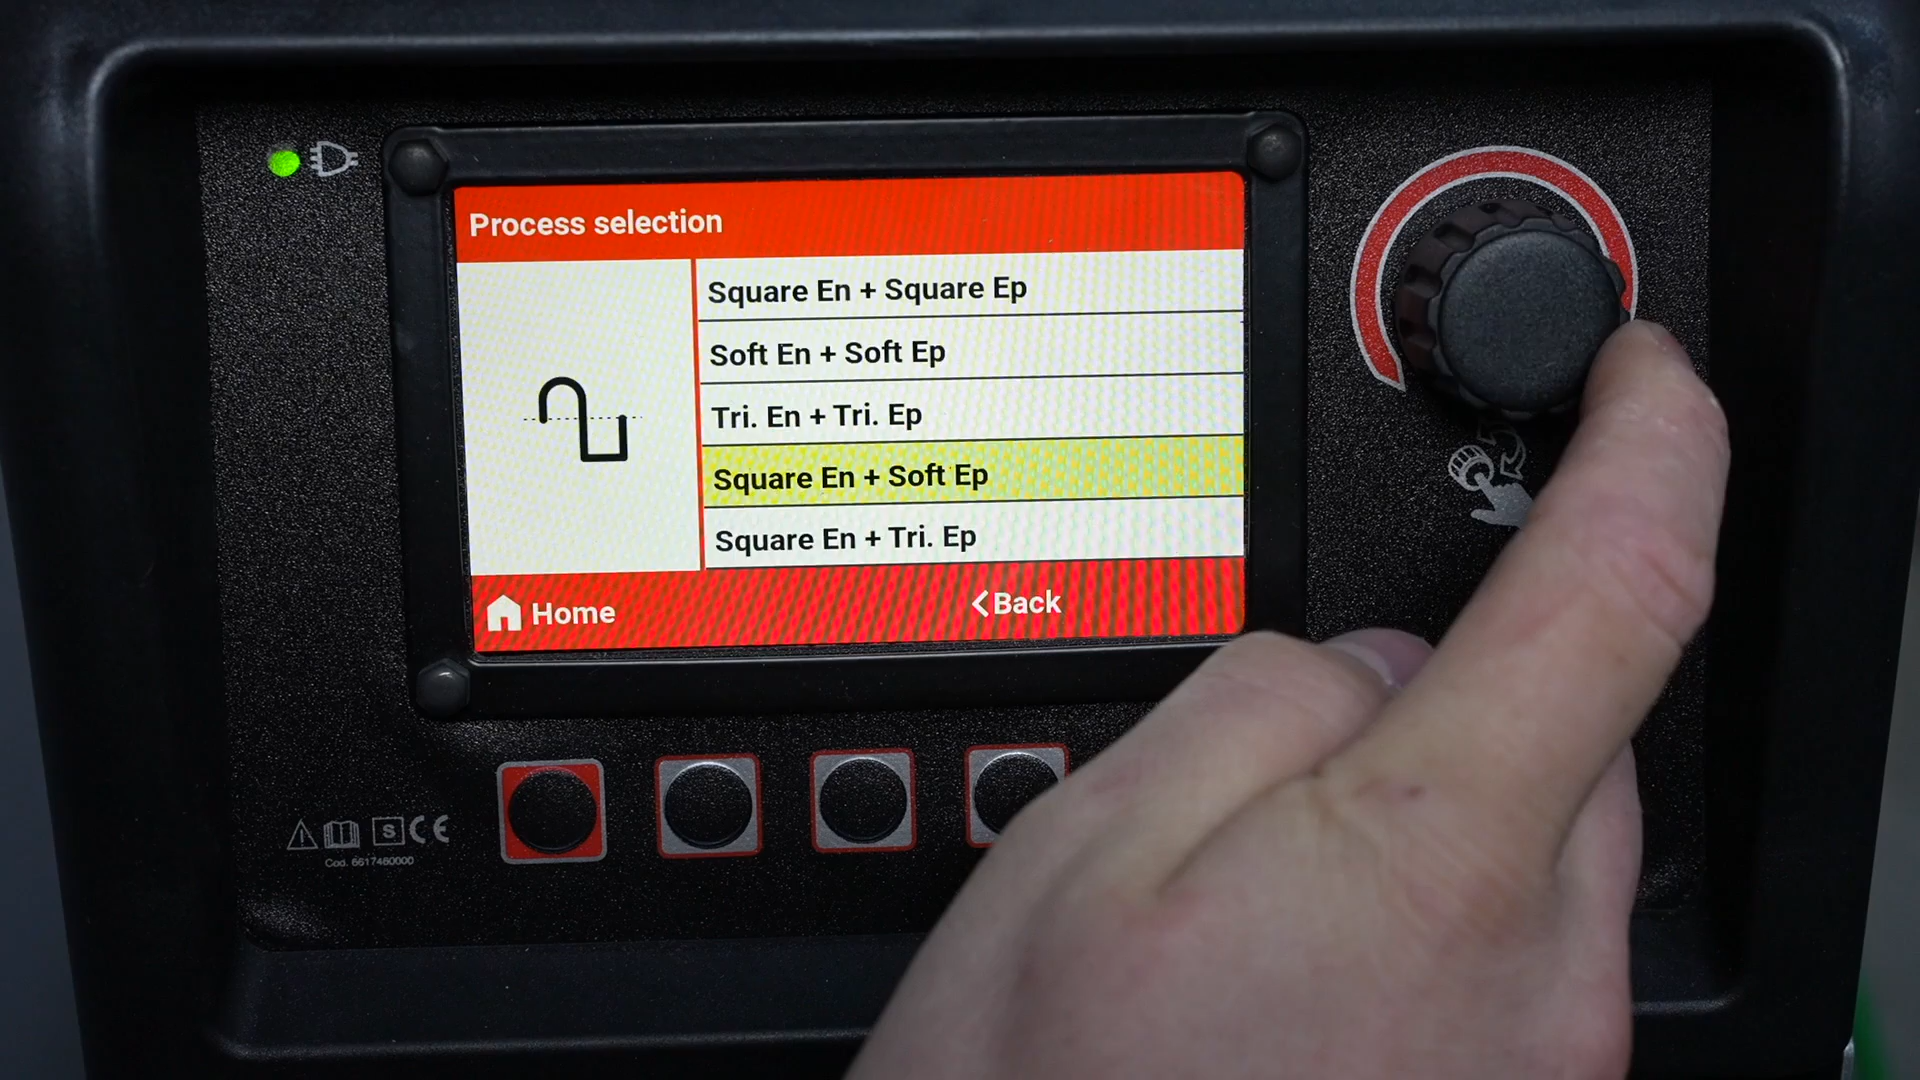 Process selection
Square En + Square Ep
Soft En + Soft Ep
Tri. En + Tri. Ep
Square En + Soft Ep
Square En + Tri. Ep
Home
Back
S CE
Cod. 6617460000